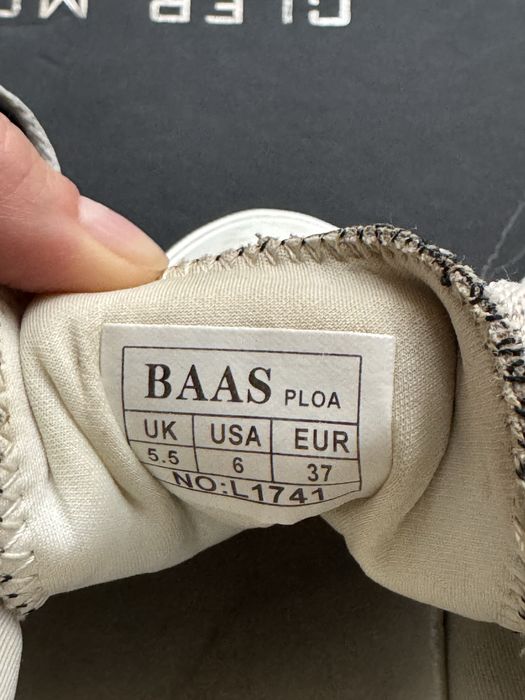 BAAS PLOA
UK USA EUR
5.5 6 37
NO:L1741